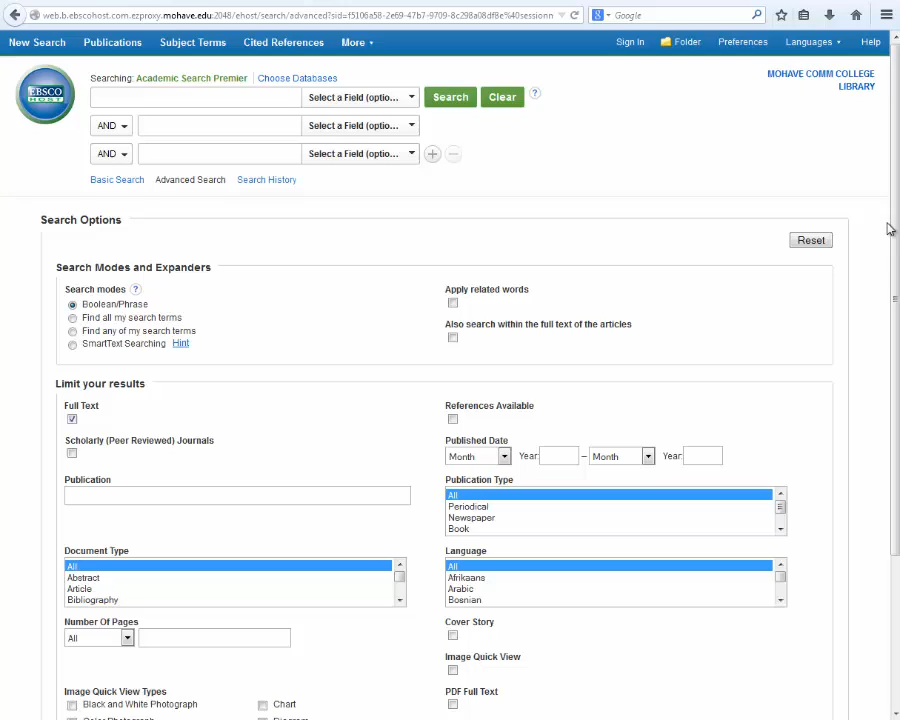 web.b.ebscohost.com.ezproxy.mohave.edu:2048/ehost/search/advanced?sid=f5106a58-2e69-47b7-9709-8c298a08df8e%40sessionn
Google
New Search Publications Subject Terms Cited References More Sign In Folder Preferences Languages Help
EBSCO HOST
Searching: Academic Search Premier Choose Databases
MOHAVE COMM COLLEGE
LIBRARY
Select a Field (optio... Search Clear ?
AND Select a Field (optio...
AND Select a Field (optio... + −
Basic Search Advanced Search Search History
Search Options
Reset
Search Modes and Expanders
Search modes ? Apply related words
Boolean/Phrase
Find all my search terms
Also search within the full text of the articles
Find any of my search terms
SmartText Searching Hint
Limit your results
Full Text References Available
Scholarly (Peer Reviewed) Journals Published Date
Month Year: – Month Year:
Publication Publication Type
All
Periodical
Newspaper
Book
Document Type Language
All All
Abstract Afrikaans
Article Arabic
Bibliography Bosnian
Number Of Pages Cover Story
All
Image Quick View
Image Quick View Types PDF Full Text
Black and White Photograph Chart
Color Photograph Diagram